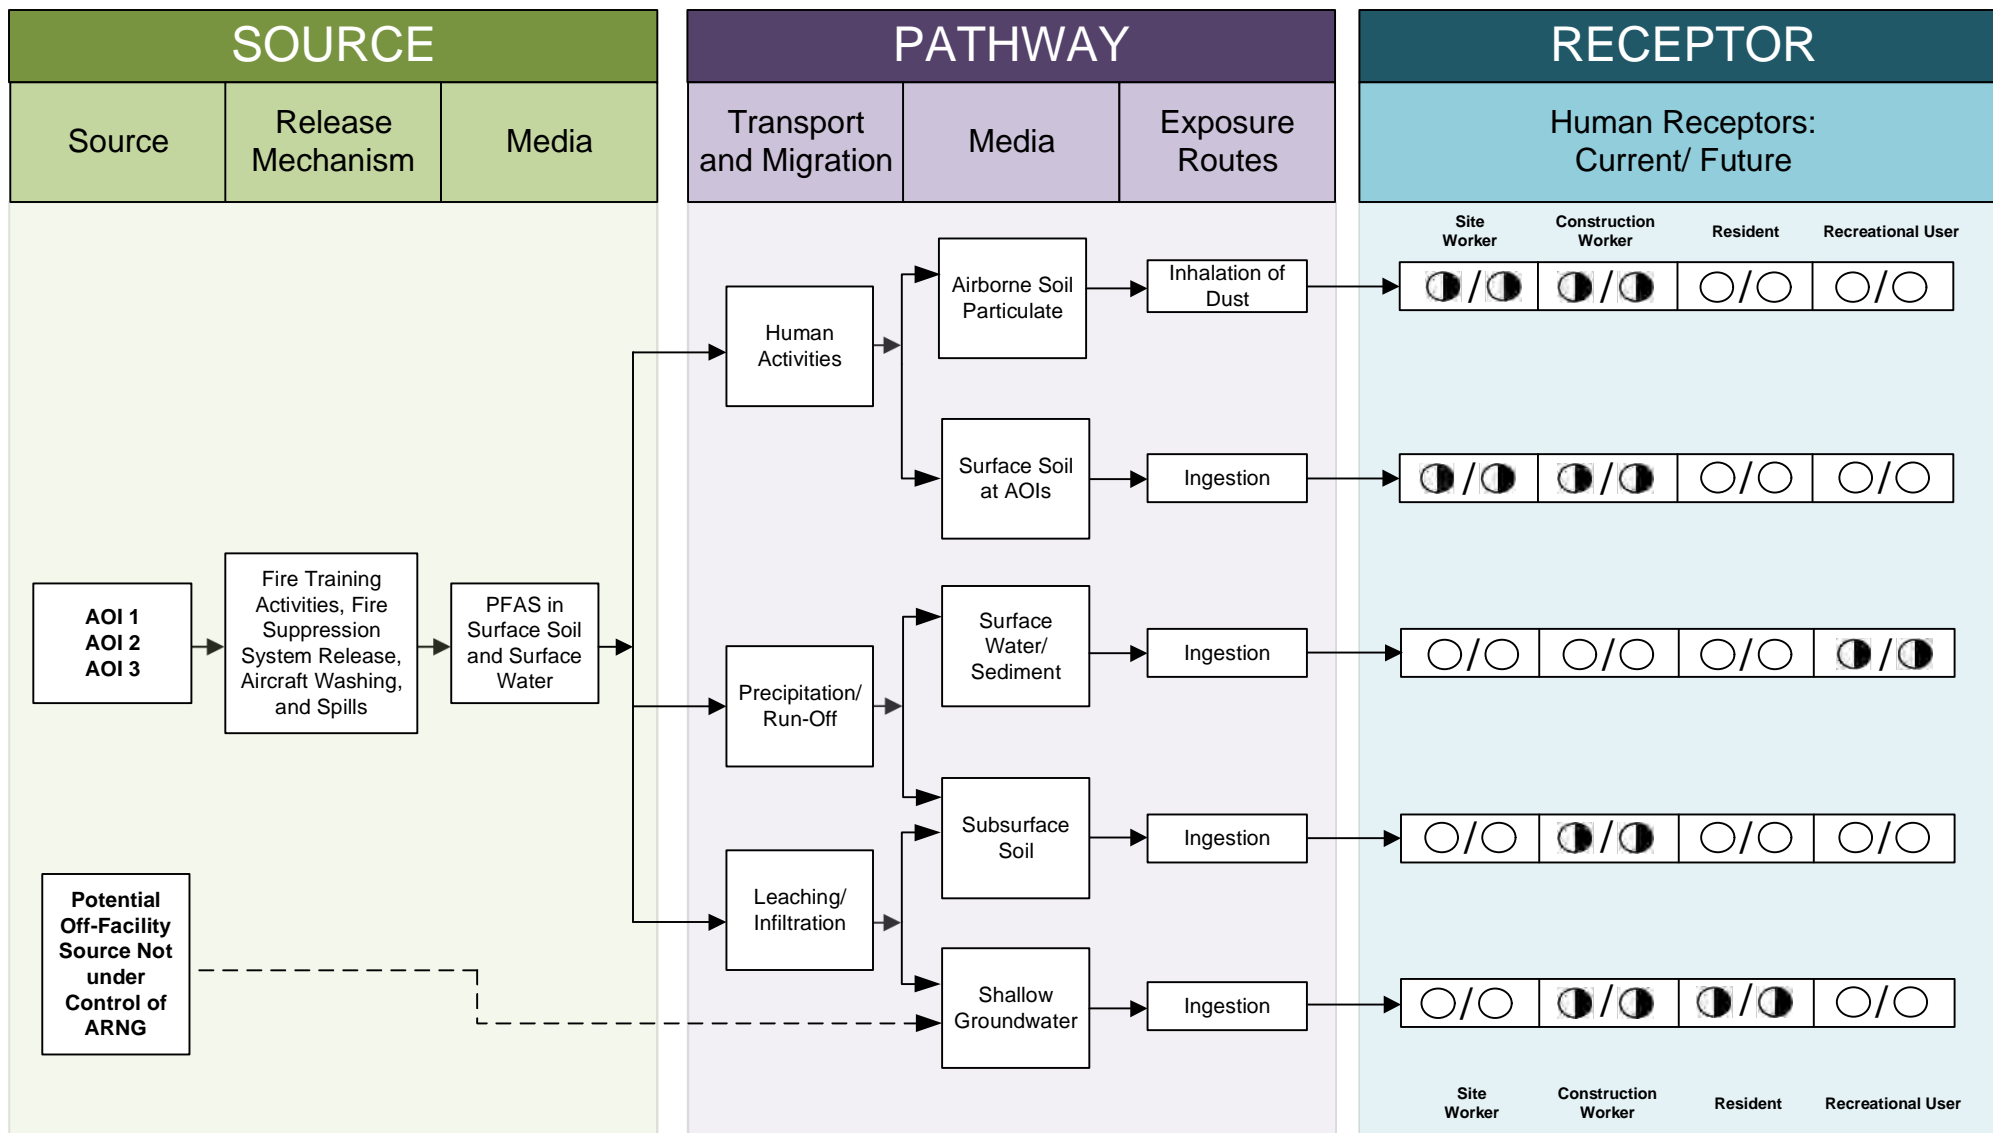 SOURCE
PATHWAY
RECEPTOR
Source
Release
Mechanism
Media
Transport
and Migration
Media
Exposure
Routes
Human Receptors:
Current/ Future
Site
Worker
Construction
Worker
Resident
Recreational User
Airborne Soil
Particulate
Inhalation of
Dust
/
/
/
/
Human
Activities
Surface Soil
at AOIs
Ingestion
/
/
/
/
AOI 1
AOI 2
AOI 3
Fire Training
Activities, Fire
Suppression
System Release,
Aircraft Washing,
and Spills
PFAS in
Surface Soil
and Surface
Water
Precipitation/
Run-Off
Surface
Water/
Sediment
Ingestion
/
/
/
/
Subsurface
Soil
Ingestion
/
/
/
/
Leaching/
Infiltration
Potential
Off-Facility
Source Not
under
Control of
ARNG
Shallow
Groundwater
Ingestion
/
/
/
/
Site
Worker
Construction
Worker
Resident
Recreational User